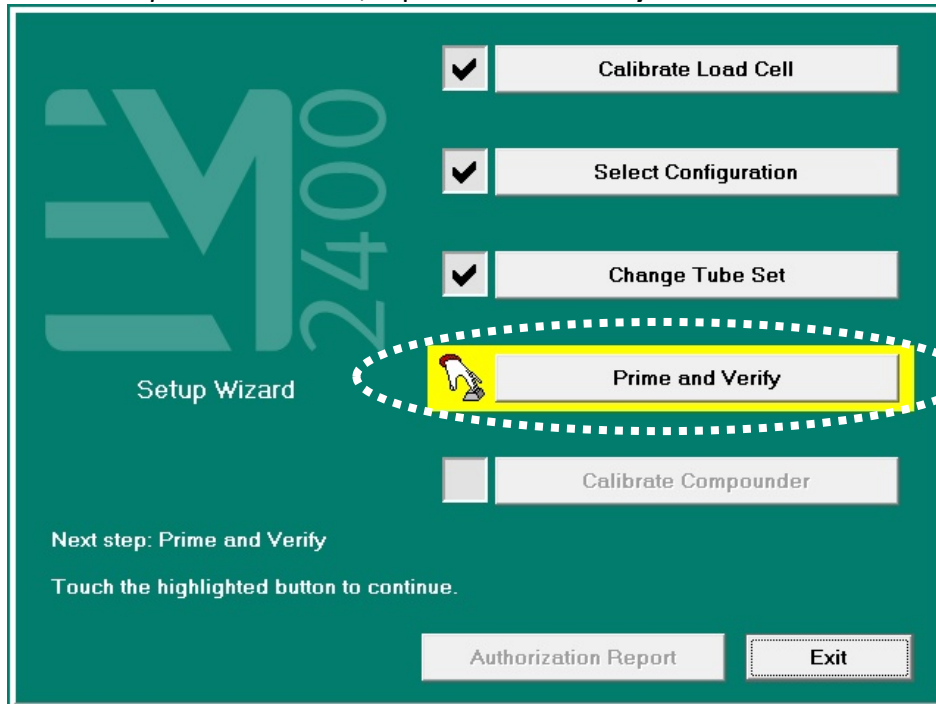 Calibrate Load Cell
Select Configuration
Change Tube Set
EM
2400
Prime and Verify
Setup Wizard
Calibrate Compounder
Next step: Prime and Verify
Touch the highlighted button to continue.
Authorization Report
Exit